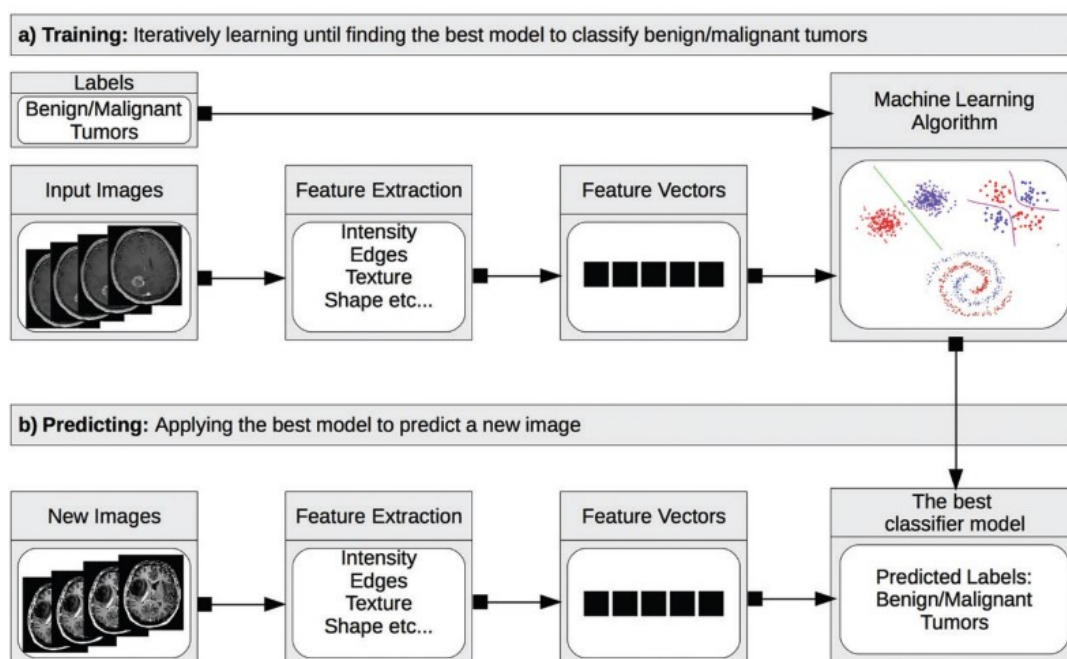 a) Training: Iteratively learning until finding the best model to classify benign/malignant tumors
Labels
Benign/Malignant
Tumors
Machine Learning
Algorithm
Input Images
Feature Extraction
Intensity
Edges
Texture
Shape etc...
Feature Vectors
b) Predicting: Applying the best model to predict a new image
New Images
Feature Extraction
Intensity
Edges
Texture
Shape etc...
Feature Vectors
The best
classifier model
Predicted Labels:
Benign/Malignant
Tumors